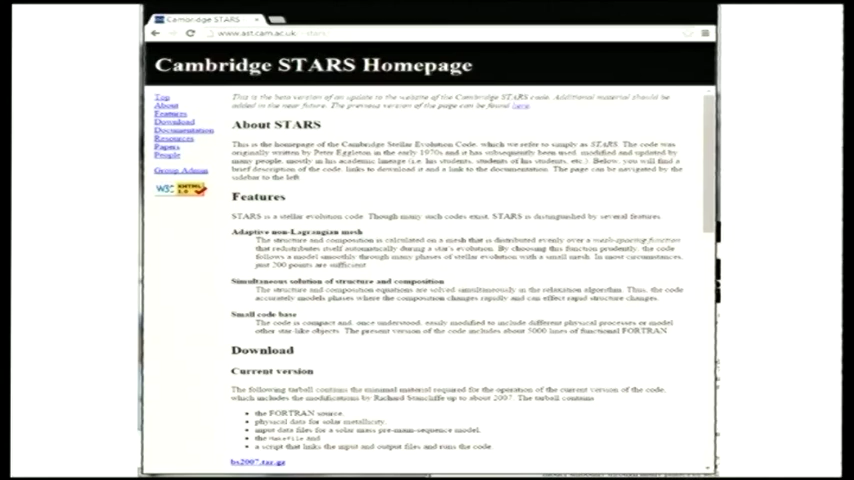 Cambridge STARS
www.ast.cam.ac.uk/~stars
Cambridge STARS Homepage
Top
About
Features
Download
Documentation
Resources
Papers
People
Group Admin
W3C XHTML 1.0
This is the beta version of an update to the website of the Cambridge STARS code. Additional material should be
added in the near future. The previous version of the page can be found here.
About STARS
This is the homepage of the Cambridge Stellar Evolution Code, which we refer to simply as STARS. The code was
originally written by Peter Eggleton in the early 1970s and it has subsequently been used, modified and updated by
many people, mostly in his academic lineage (i.e. his students, students of his students, etc.). Below, you will find a
brief description of the code, links to download it and a link to the documentation. The page can be navigated by the
sidebar to the left.
Features
STARS is a stellar evolution code. Though many such codes exist, STARS is distinguished by several features.
Adaptive non-Lagrangian mesh
The structure and composition is calculated on a mesh that is distributed evenly over a mesh-spacing function
that redistributes itself automatically during a star's evolution. By choosing this function prudently, the code
follows a model smoothly through many phases of stellar evolution with a small mesh. In most circumstances,
just 200 points are sufficient.
Simultaneous solution of structure and composition
The structure and composition equations are solved simultaneously in the relaxation algorithm. Thus, the code
accurately models phases where the composition changes rapidly and can effect rapid structure changes.
Small code base
The code is compact and, once understood, easily modified to include different physical processes or model
other star-like objects. The present version of the code includes about 5000 lines of functional FORTRAN.
Download
Current version
The following tarball contains the minimal material required for the operation of the current version of the code,
which includes the modifications by Richard Stancliffe up to about 2007. The tarball contains
• the FORTRAN source,
• physical data for solar metallicity,
• input data files for a solar mass pre-main-sequence model,
• the Makefile and
• a script that links the input and output files and runs the code.
bs2007.tar.gz